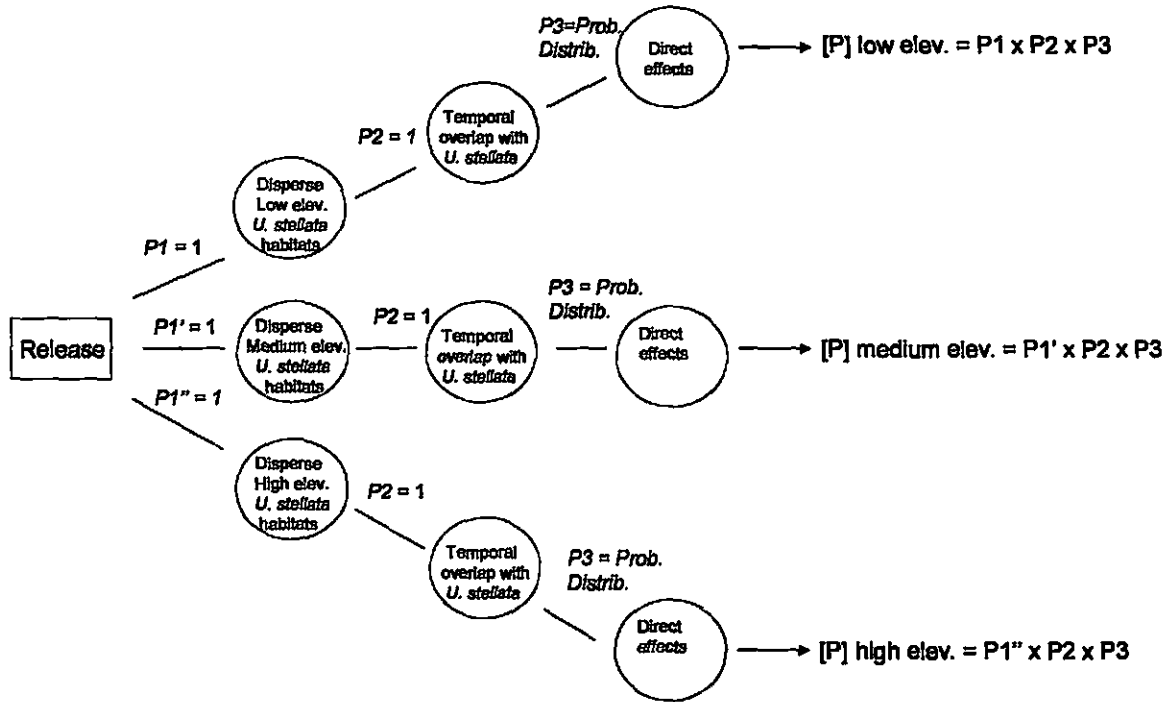 P3=Prob.
Distrib.
Direct
effects
[P] low elev. = P1 x P2 x P3
P2 = 1
Temporal
overlap with
U. stellata
Disperse
Low elev.
U. stellata
habitats
P1 = 1
Release
P1' = 1
Disperse
Medium elev.
U. stellata
habitats
P2 = 1
Temporal
overlap with
U. stellata
P3 = Prob.
Distrib.
Direct
effects
[P] medium elev. = P1' x P2 x P3
P1" = 1
Disperse
High elev.
U. stellata
habitats
P2 = 1
Temporal
overlap with
U. stellata
P3 = Prob.
Distrib.
Direct
effects
[P] high elev. = P1" x P2 x P3